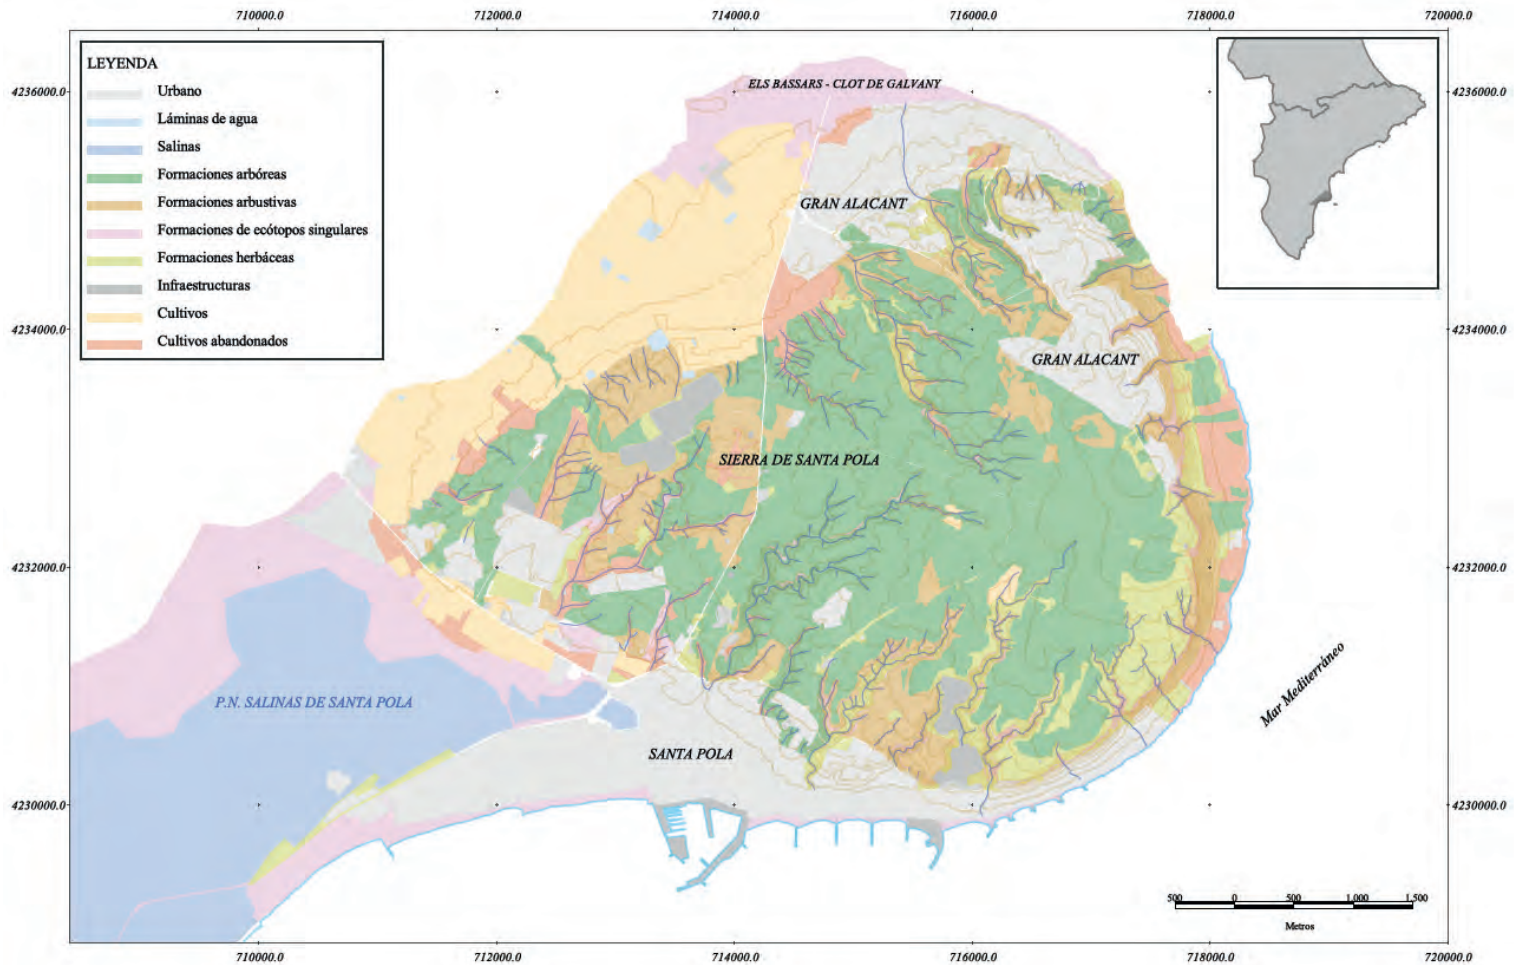 710000.0 712000.0 714000.0 716000.0 718000.0 720000.0
LEYENDA
Urbano
Láminas de agua
Salinas
Formaciones arbóreas
Formaciones arbustivas
Formaciones de ecótopos singulares
Formaciones herbáceas
Infraestructuras
Cultivos
Cultivos abandonados
ELS BASSARS - CLOT DE GALVANY
4236000.0 4236000.0
GRAN ALACANT
4234000.0 4234000.0
GRAN ALACANT
SIERRA DE SANTA POLA
4232000.0 4232000.0
Mar Mediterráneo
P.N. SALINAS DE SANTA POLA
SANTA POLA
4230000.0 4230000.0
500 0 500 1.000 1.500
Metros
710000.0 712000.0 714000.0 716000.0 718000.0 720000.0